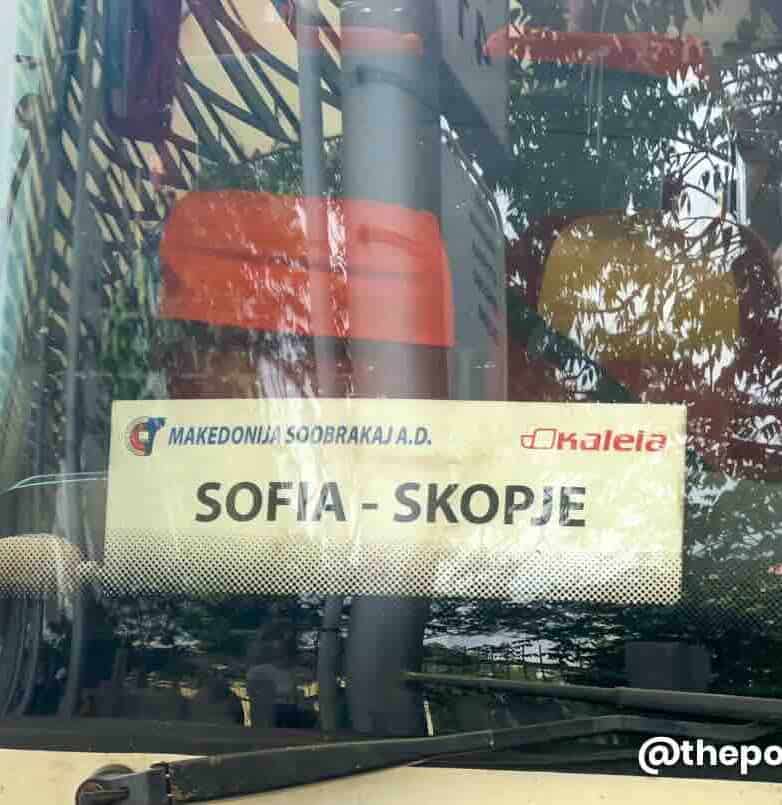 MAKEDONIJA SOOBRAKAJ A.D. Kaleia
SOFIA - SKOPJE
@thepo